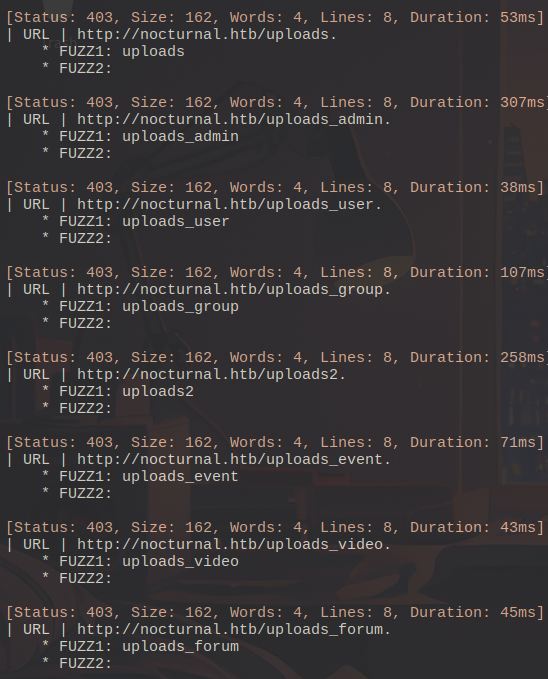 [Status: 403, Size: 162, Words: 4, Lines: 8, Duration: 53ms]
| URL | http://nocturnal.htb/uploads.
    * FUZZ1: uploads
    * FUZZ2:

[Status: 403, Size: 162, Words: 4, Lines: 8, Duration: 307ms]
| URL | http://nocturnal.htb/uploads_admin.
    * FUZZ1: uploads_admin
    * FUZZ2:

[Status: 403, Size: 162, Words: 4, Lines: 8, Duration: 38ms]
| URL | http://nocturnal.htb/uploads_user.
    * FUZZ1: uploads_user
    * FUZZ2:

[Status: 403, Size: 162, Words: 4, Lines: 8, Duration: 107ms]
| URL | http://nocturnal.htb/uploads_group.
    * FUZZ1: uploads_group
    * FUZZ2:

[Status: 403, Size: 162, Words: 4, Lines: 8, Duration: 258ms]
| URL | http://nocturnal.htb/uploads2.
    * FUZZ1: uploads2
    * FUZZ2:

[Status: 403, Size: 162, Words: 4, Lines: 8, Duration: 71ms]
| URL | http://nocturnal.htb/uploads_event.
    * FUZZ1: uploads_event
    * FUZZ2:

[Status: 403, Size: 162, Words: 4, Lines: 8, Duration: 43ms]
| URL | http://nocturnal.htb/uploads_video.
    * FUZZ1: uploads_video
    * FUZZ2:

[Status: 403, Size: 162, Words: 4, Lines: 8, Duration: 45ms]
| URL | http://nocturnal.htb/uploads_forum.
    * FUZZ1: uploads_forum
    * FUZZ2: